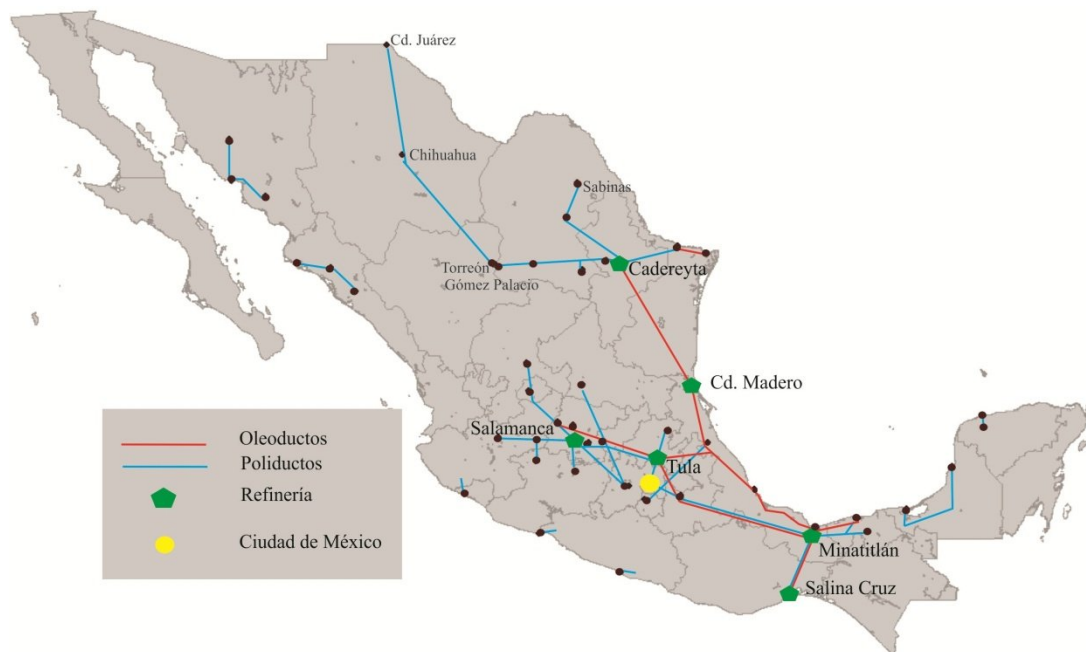 Cd. Juárez
Chihuahua
Sabinas
Torreón
Gómez Palacio
Cadereyta
Cd. Madero
Salamanca
Tula
Minatitlán
Salina Cruz
Oleoductos
Poliductos
Refinería
Ciudad de México